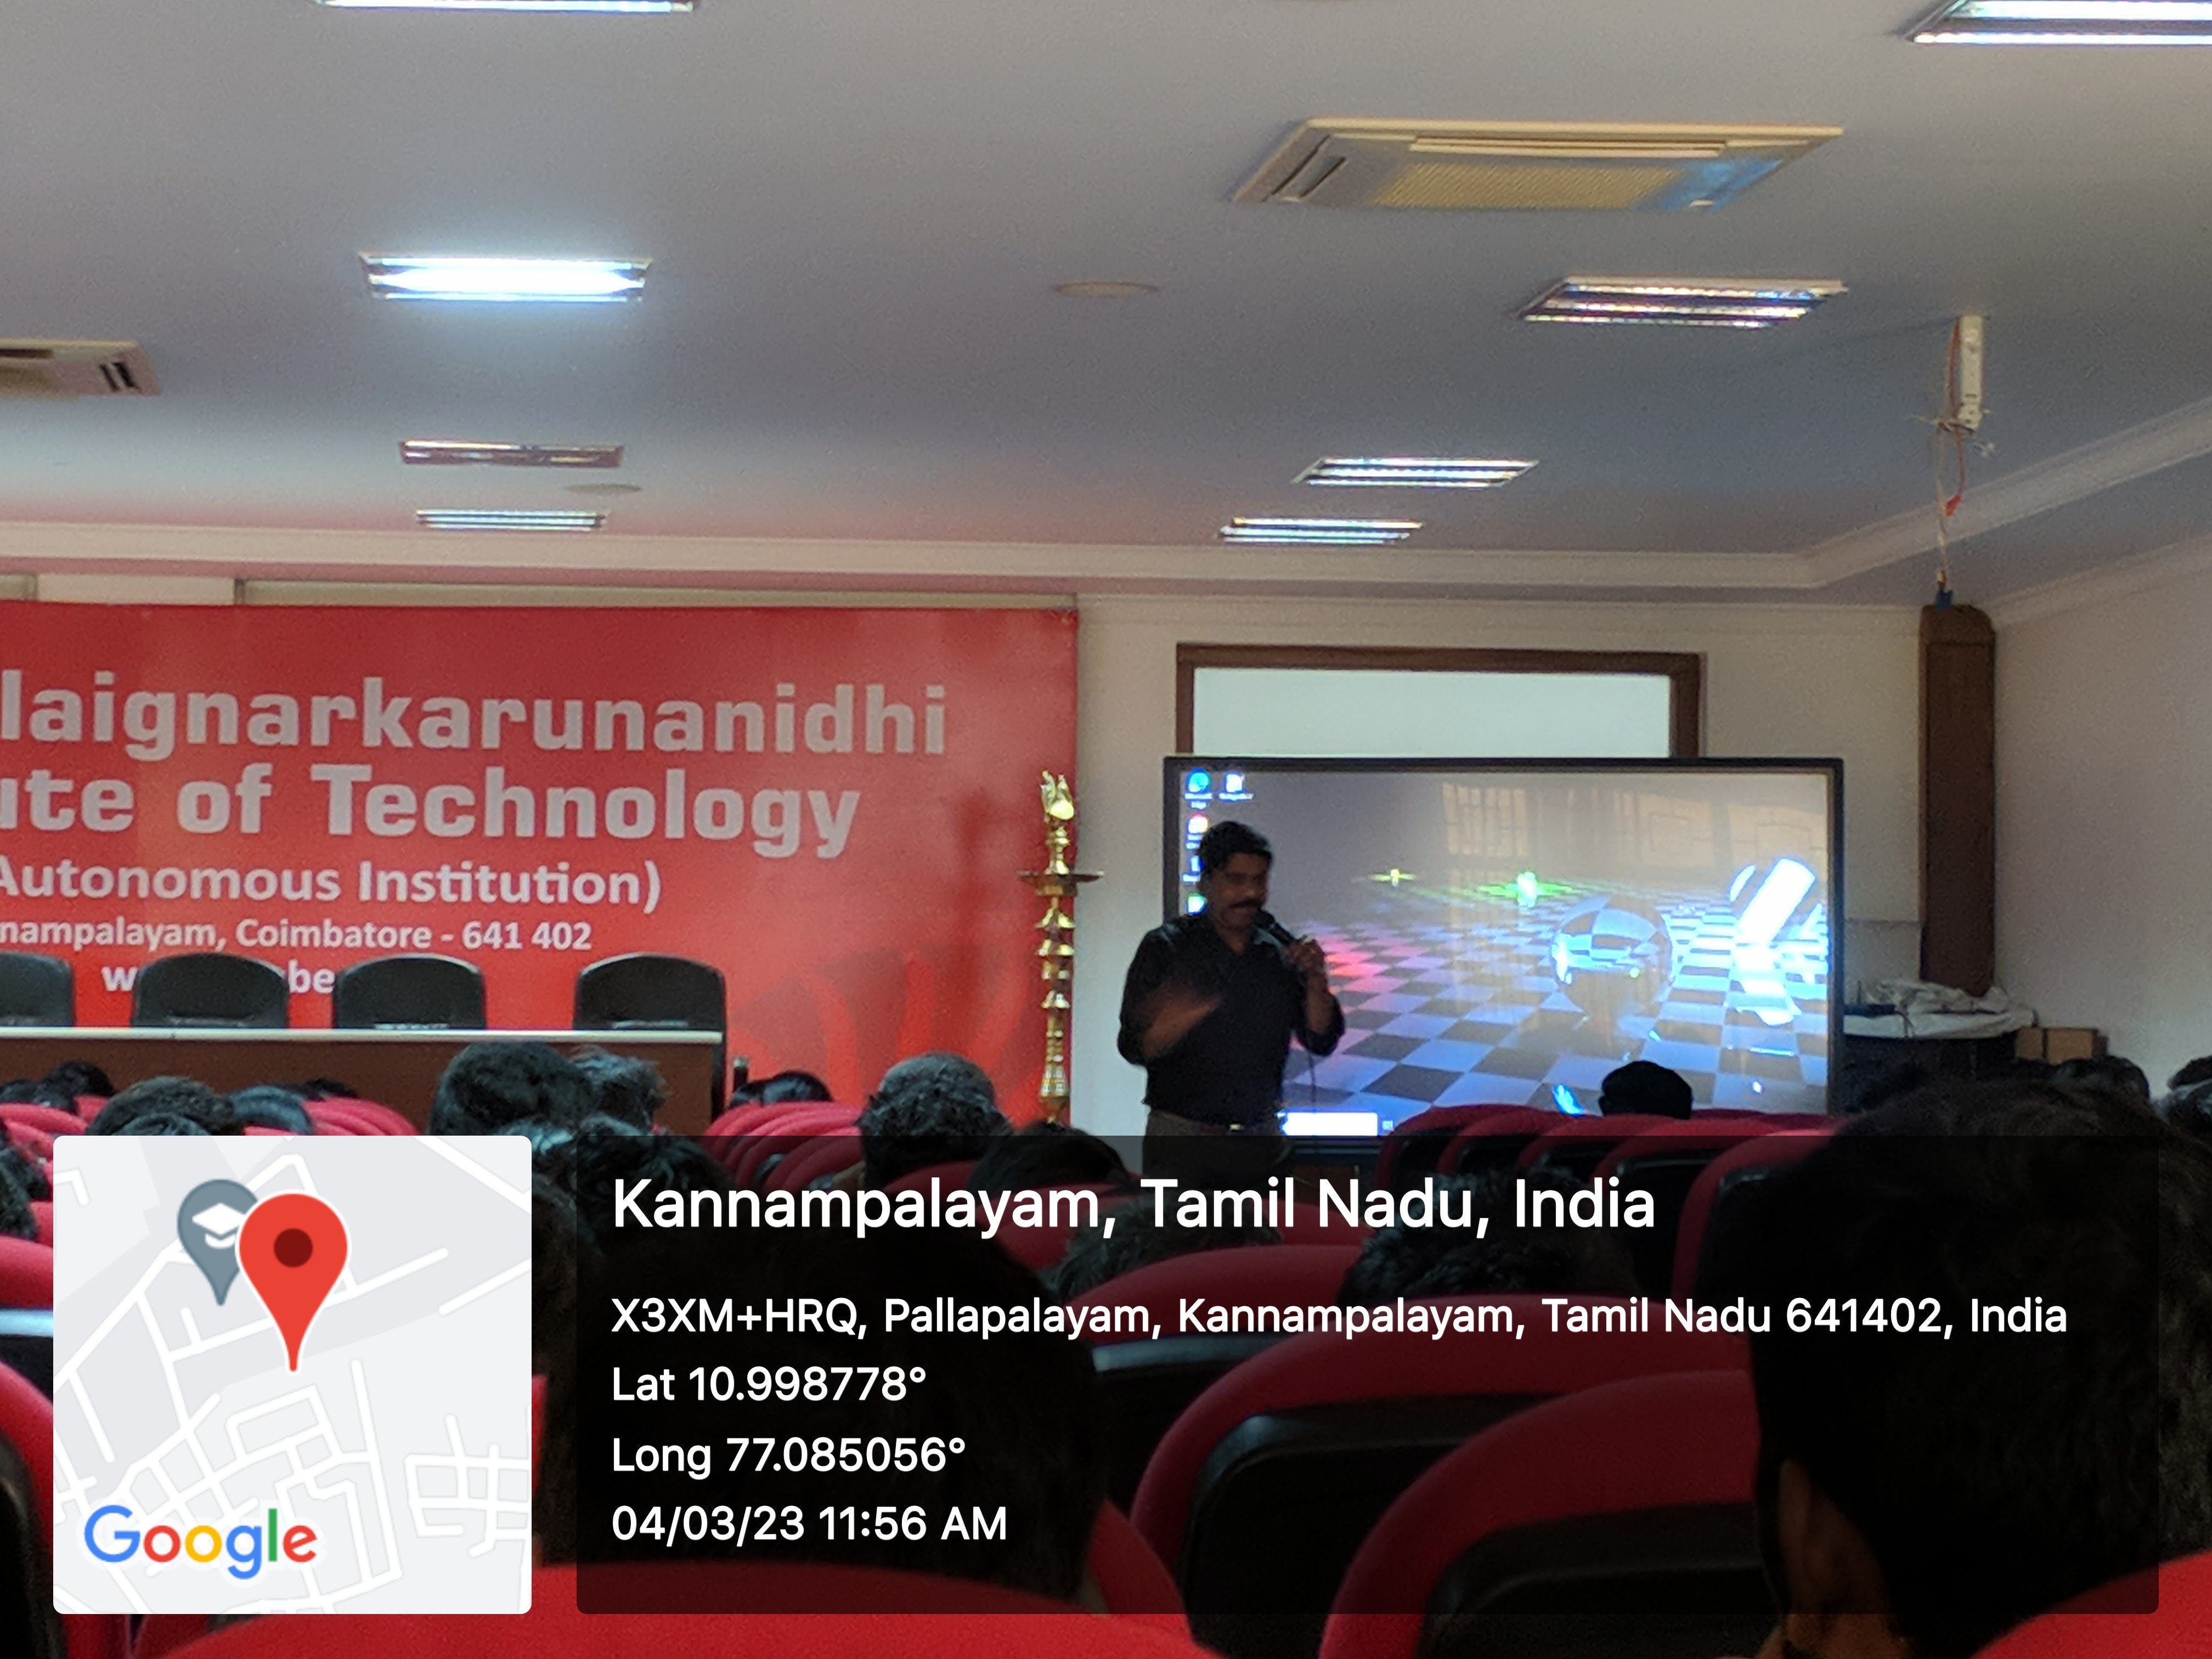 laignarkarunanidhi
ute of Technology
Autonomous Institution)
nampalayam, Coimbatore - 641 402
w be
Kannampalayam, Tamil Nadu, India
X3XM+HRQ, Pallapalayam, Kannampalayam, Tamil Nadu 641402, India
Lat 10.998778°
Long 77.085056°
04/03/23 11:56 AM
Google